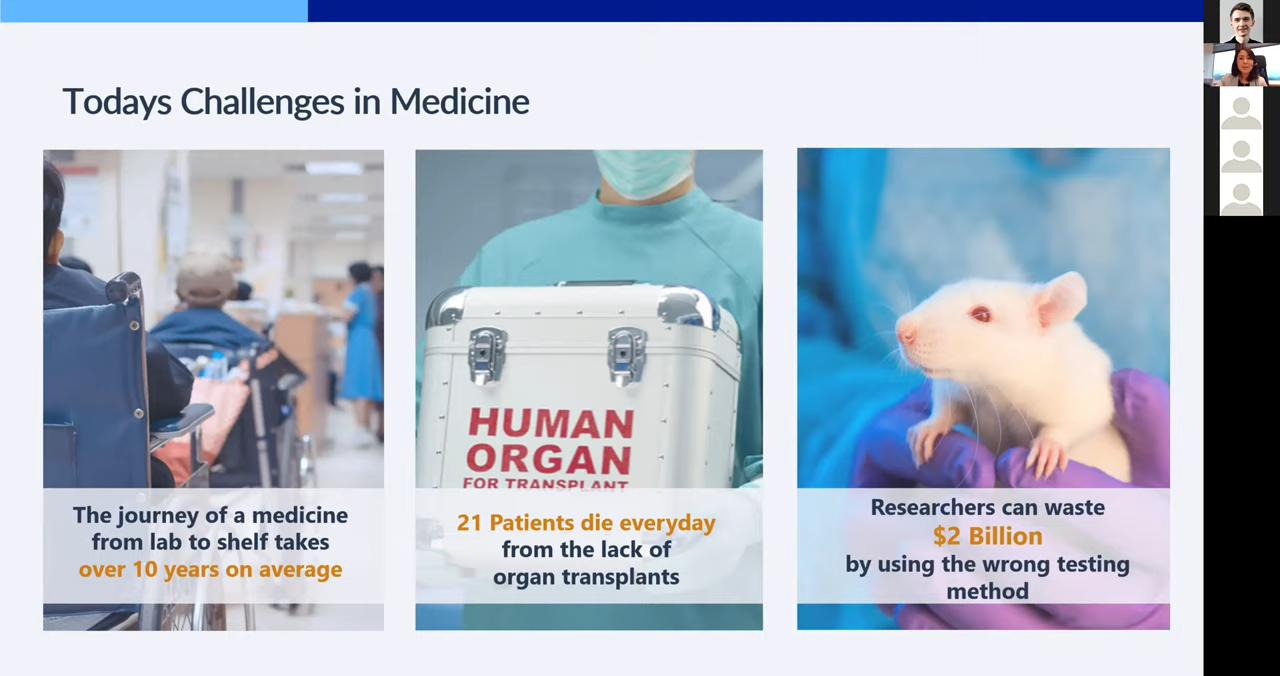 Todays Challenges in Medicine
HUMAN
ORGAN
FOR TRANSPLANT
The journey of a medicine
from lab to shelf takes
over 10 years on average
21 Patients die everyday
from the lack of
organ transplants
Researchers can waste
$2 Billion
by using the wrong testing
method